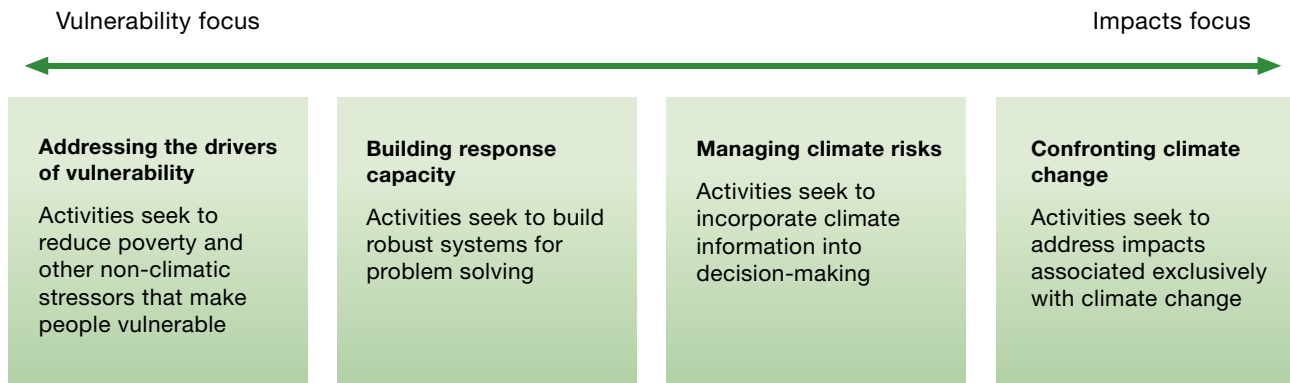 Vulnerability focus
Impacts focus
Addressing the drivers
of vulnerability
Activities seek to
reduce poverty and
other non-climatic
stressors that make
people vulnerable
Building response
capacity
Activities seek to build
robust systems for
problem solving
Managing climate risks
Activities seek to
incorporate climate
information into
decision-making
Confronting climate
change
Activities seek to
address impacts
associated exclusively
with climate change